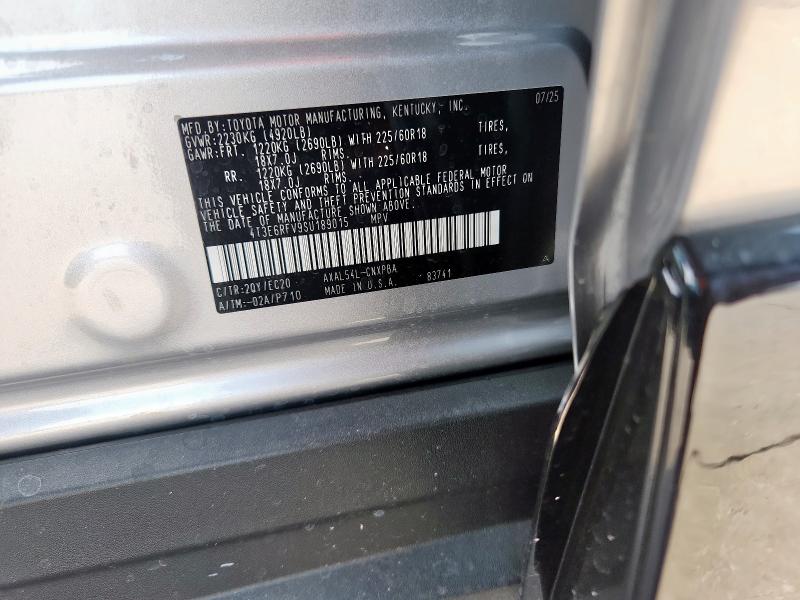 MFD.BY:TOYOTA MOTOR MANUFACTURING, KENTUCKY, INC. 07/25
GVWR:2230KG (4920LB)
GAWR:FRT. 1220KG (2690LB) WITH 225/60R18 TIRES,
18X7.0J RIMS.
RR. 1220KG (2690LB) WITH 225/60R18 TIRES,
18X7.0J RIMS.
THIS VEHICLE CONFORMS TO ALL APPLICABLE FEDERAL MOTOR
VEHICLE SAFETY AND THEFT PREVENTION STANDARDS IN EFFECT ON
THE DATE OF MANUFACTURE SHOWN ABOVE.
4T3E6RFV9SU189015 MPV
C/TR:2QY/EC20 AXAL54L-CNXPBA 83741
A/TM:-02A/P710 MADE IN U.S.A.